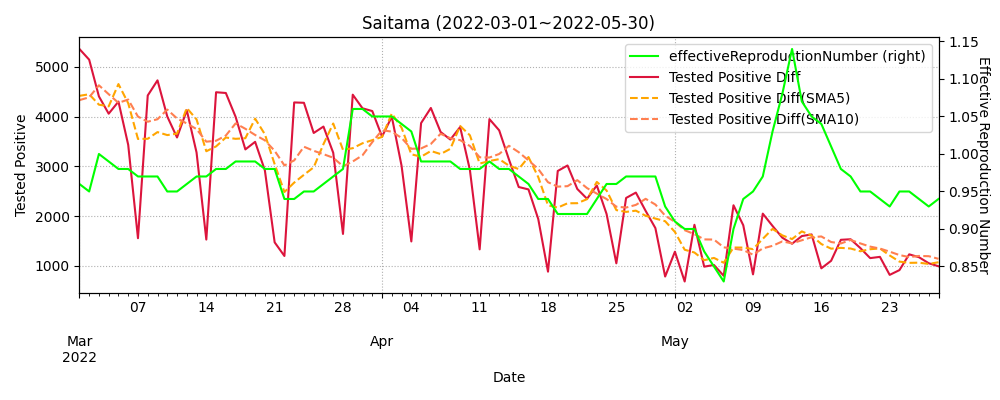 Saitama (2022-03-01~2022-05-30)
effectiveReproductionNumber (right)
Tested Positive Diff
Tested Positive Diff(SMA5)
Tested Positive Diff(SMA10)
Tested Positive
5000
4000
3000
2000
1000
Effective Reproduction Number
1.15
1.10
1.05
1.00
0.95
0.90
0.85
07 14 21 28 04 11 18 25 02 09 16 23
Mar Apr May
2022
Date